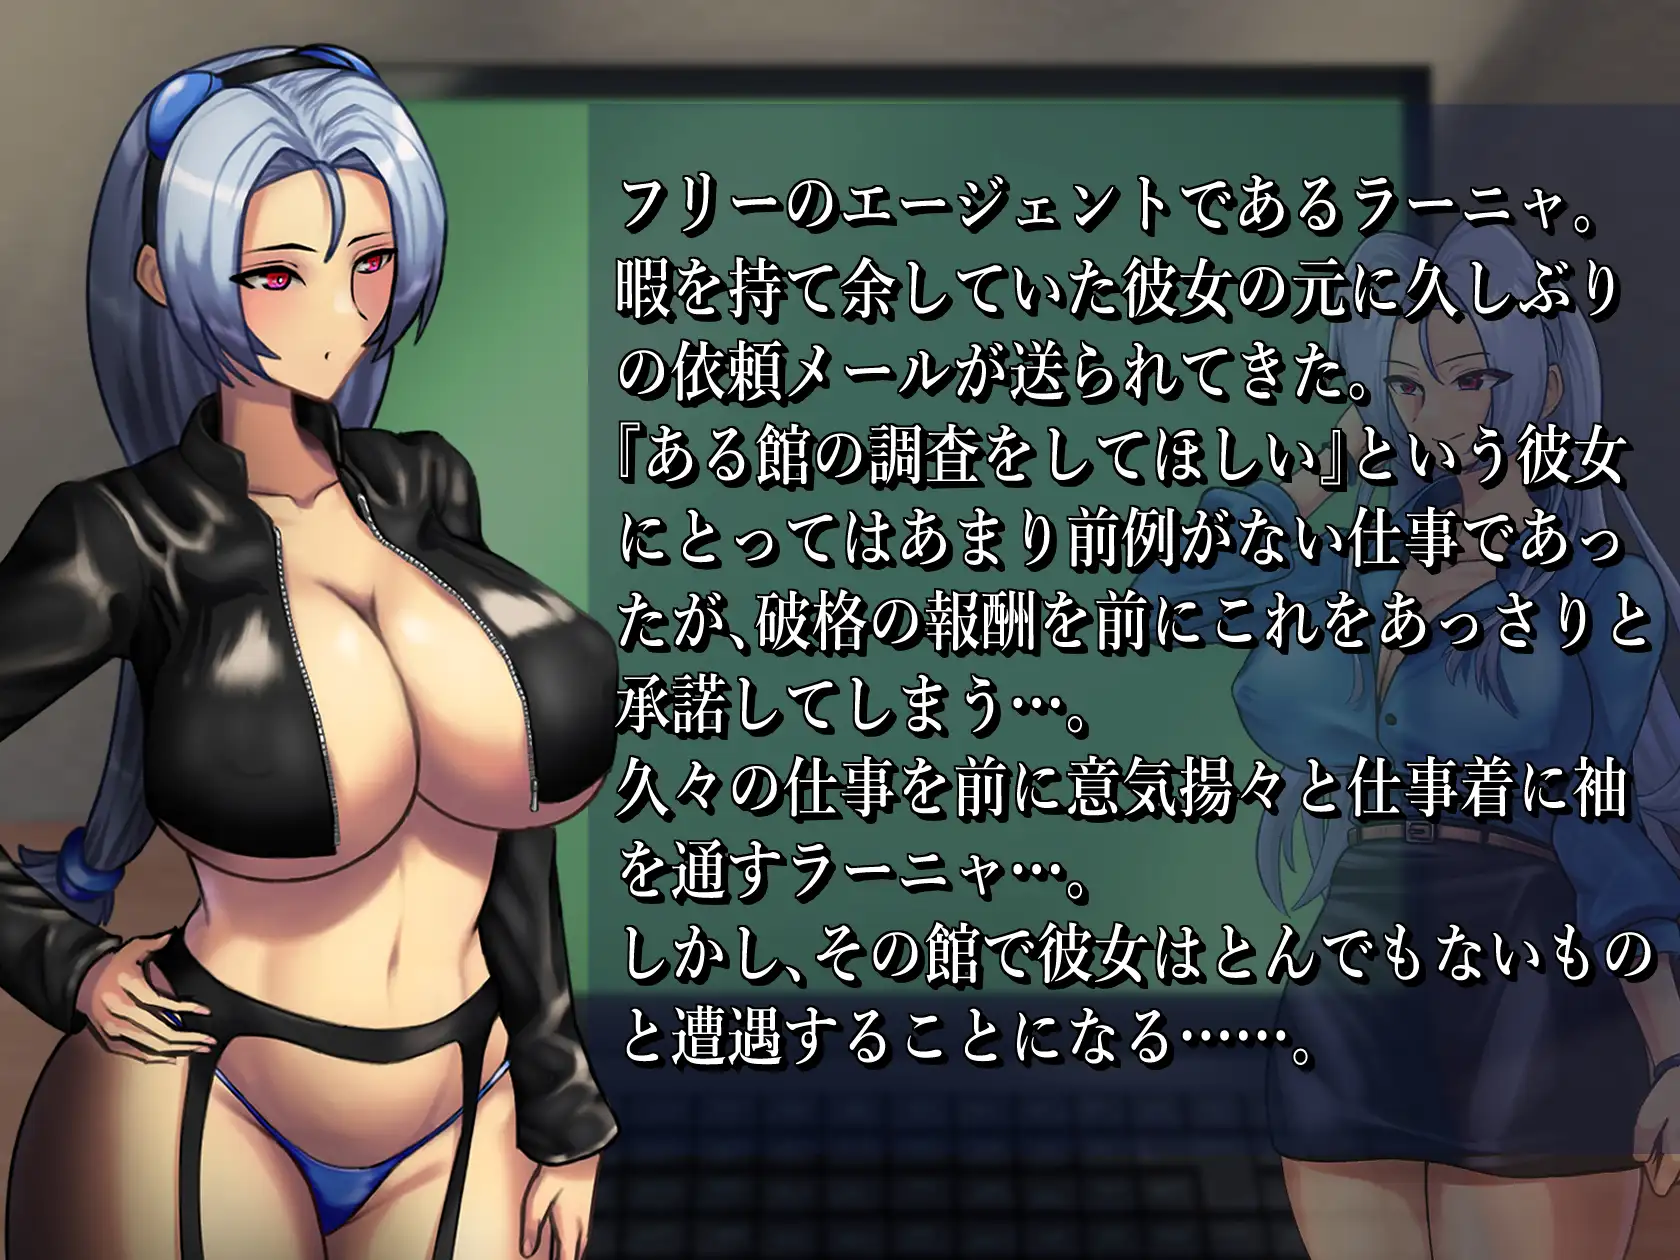 フリーのエージェントであるラーニャ。
暇を持て余していた彼女の元に久しぶり
の依頼メールが送られてきた。
『ある館の調査をしてほしい』という彼女
にとってはあまり前例がない仕事であっ
たが、破格の報酬を前にこれをあっさりと
承諾してしまう…。
久々の仕事を前に意気揚々と仕事着に袖
を通すラーニャ…。
しかし、その館で彼女はとんでもないもの
と遭遇することになる……。